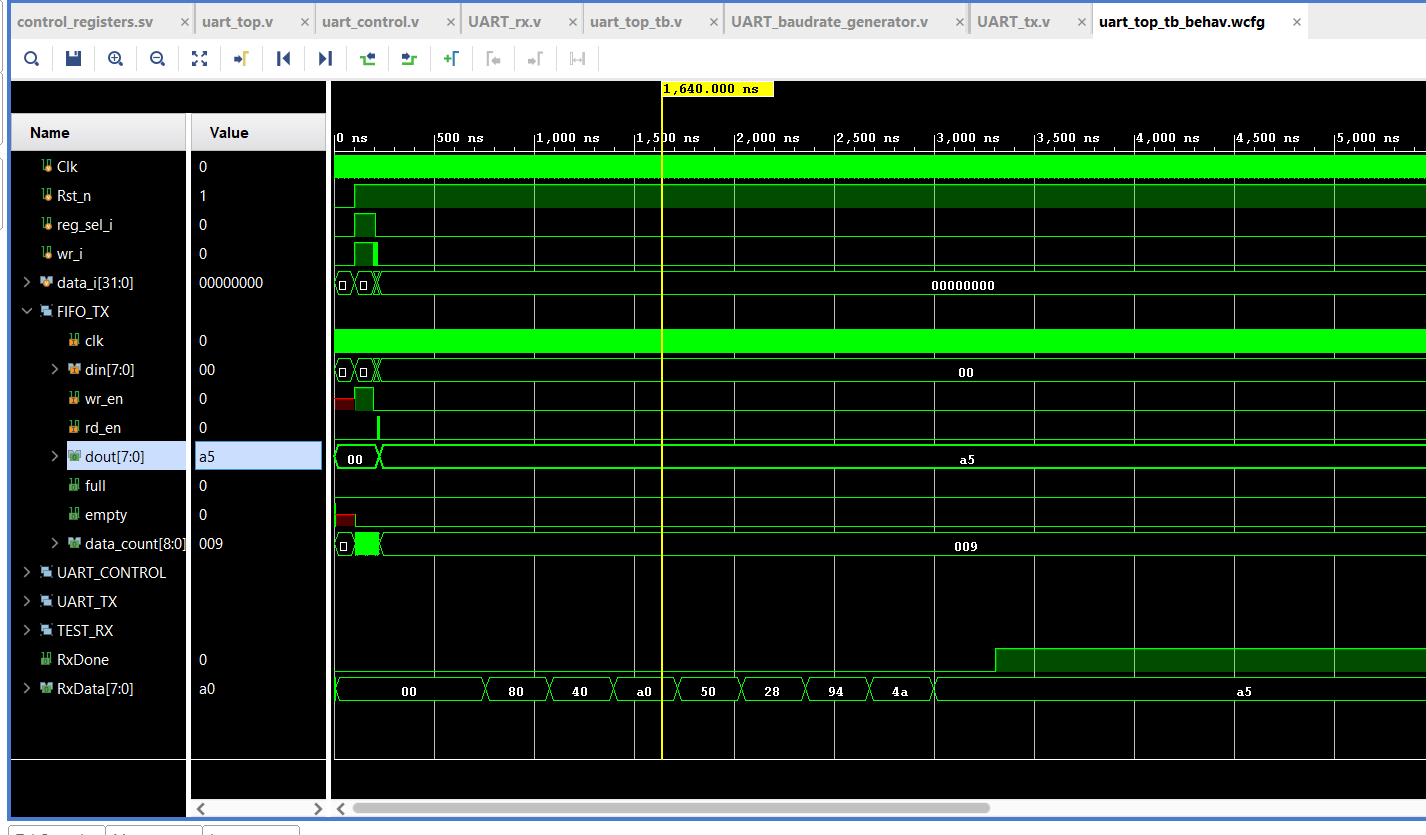 control_registers.sv × uart_top.v × uart_control.v × UART_rx.v × uart_top_tb.v × UART_baudrate_generator.v × UART_tx.v × uart_top_tb_behav.wcfg ×
1,640.000 ns
Name Value 0 ns 500 ns 1,000 ns 1,500 ns 2,000 ns 2,500 ns 3,000 ns 3,500 ns 4,000 ns 4,500 ns 5,000 ns
Clk 0
Rst_n 1
reg_sel_i 0
wr_i 0
data_i[31:0] 00000000 00000000
FIFO_TX
clk 0
din[7:0] 00 00
wr_en 0
rd_en 0
dout[7:0] a5 00 a5
full 0
empty 0
data_count[8:0] 009 009
UART_CONTROL
UART_TX
TEST_RX
RxDone 0
RxData[7:0] a0 00 80 40 a0 50 28 94 4a a5